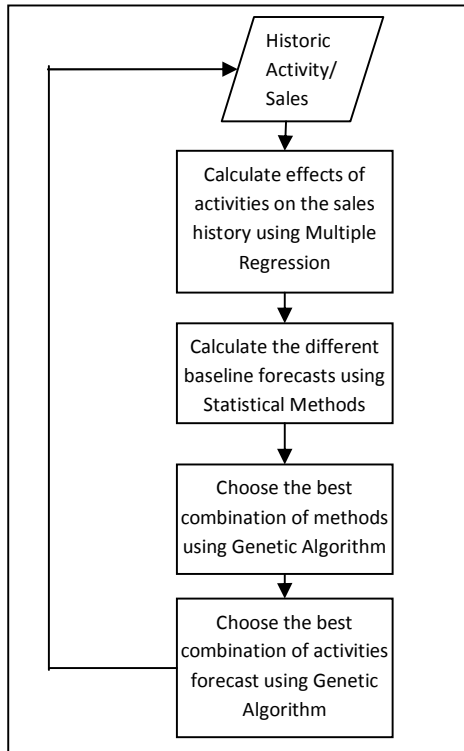 Historic
Activity/
Sales
Calculate effects of
activities on the sales
history using Multiple
Regression
Calculate the different
baseline forecasts using
Statistical Methods
Choose the best
combination of methods
using Genetic Algorithm
Choose the best
combination of activities
forecast using Genetic
Algorithm